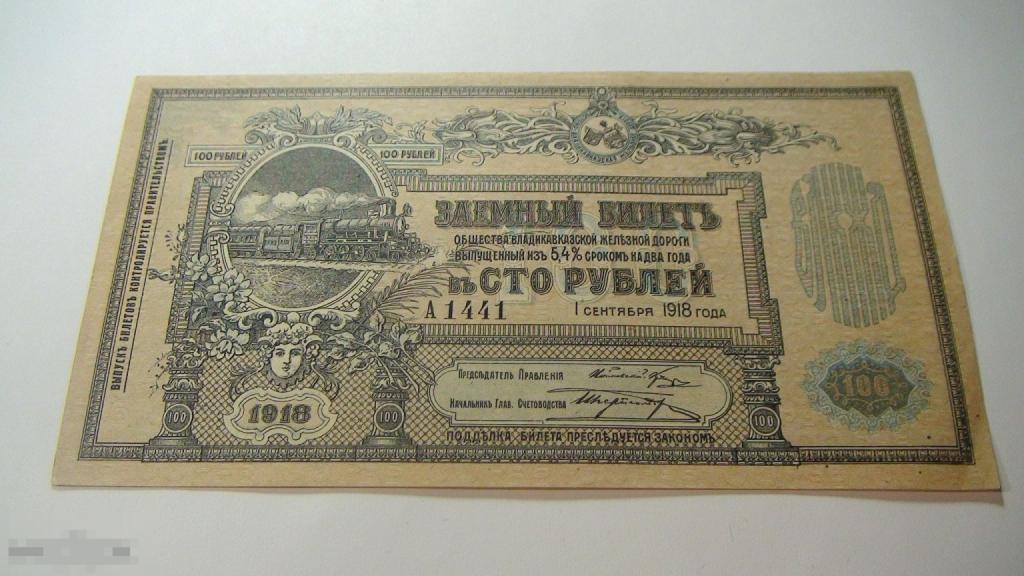 100 РУБЛЕЙ
100 РУБЛЕЙ
ВЫПУСКЪ БИЛЕТОВЪ КОНТРОЛИРУЕТСЯ ПРАВИТЕЛЬСТВОМЪ
ЗАЕМНЫЙ БИЛЕТЪ
ОБЩЕСТВА ВЛАДИКАВКАЗСКОЙ ЖЕЛѢЗНОЙ ДОРОГИ
ВЫПУЩЕННЫЙ ИЗЪ 5,4% СРОКОМЪ НА ДВА ГОДА
ВЪ СТО РУБЛЕЙ
А 1441
1 СЕНТЯБРЯ 1918 ГОДА
ПРЕДСѢДАТЕЛЬ ПРАВЛЕНІЯ
НАЧАЛЬНИКЪ ГЛАВ. СЧЕТОВОДСТВА
100
1918
100
100
100
ПОДДѢЛКА БИЛЕТА ПРЕСЛѢДУЕТСЯ ЗАКОНОМЪ